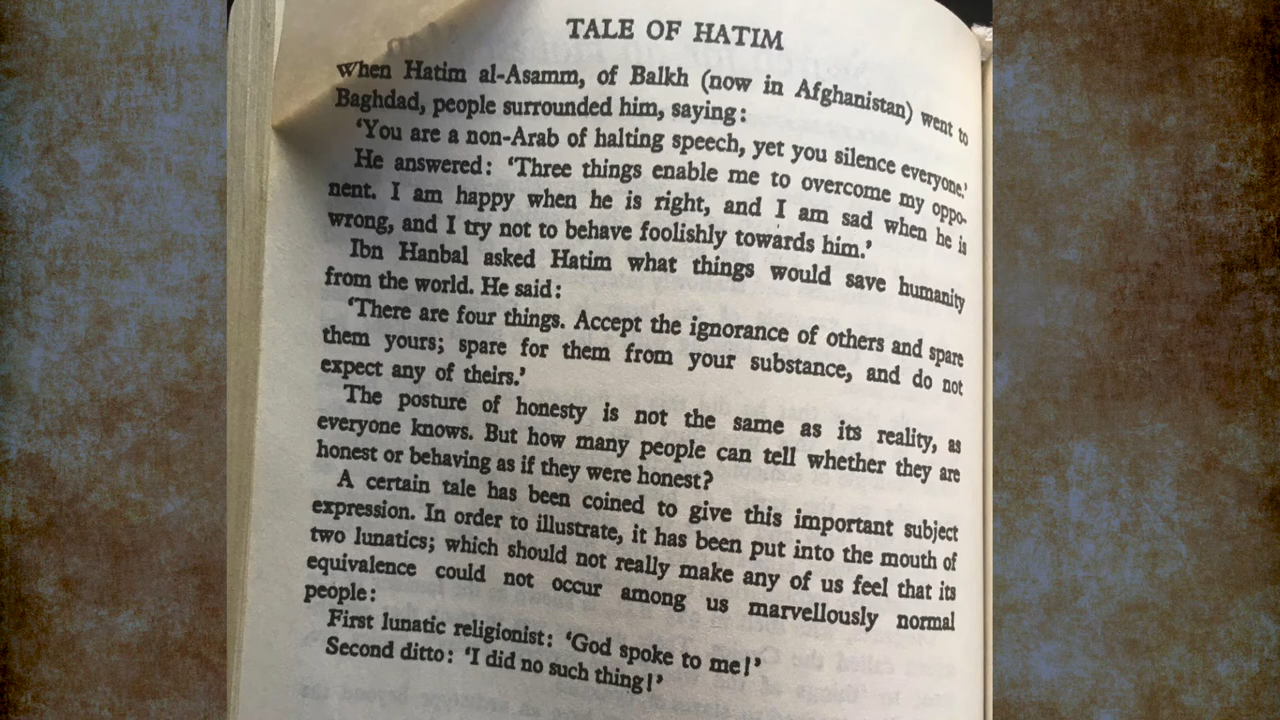 TALE OF HATIM
When Hatim al-Asamm, of Balkh (now in Afghanistan) went to
Baghdad, people surrounded him, saying:
‘You are a non-Arab of halting speech, yet you silence everyone.’
He answered: ‘Three things enable me to overcome my oppo-
nent. I am happy when he is right, and I am sad when he is
wrong, and I try not to behave foolishly towards him.’
Ibn Hanbal asked Hatim what things would save humanity
from the world. He said:
‘There are four things. Accept the ignorance of others and spare
them yours; spare for them from your substance, and do not
expect any of theirs.’
The posture of honesty is not the same as its reality, as
everyone knows. But how many people can tell whether they are
honest or behaving as if they were honest?
A certain tale has been coined to give this important subject
expression. In order to illustrate, it has been put into the mouth of
two lunatics; which should not really make any of us feel that its
equivalence could not occur among us marvellously normal
people:
First lunatic religionist: ‘God spoke to me!’
Second ditto: ‘I did no such thing!’